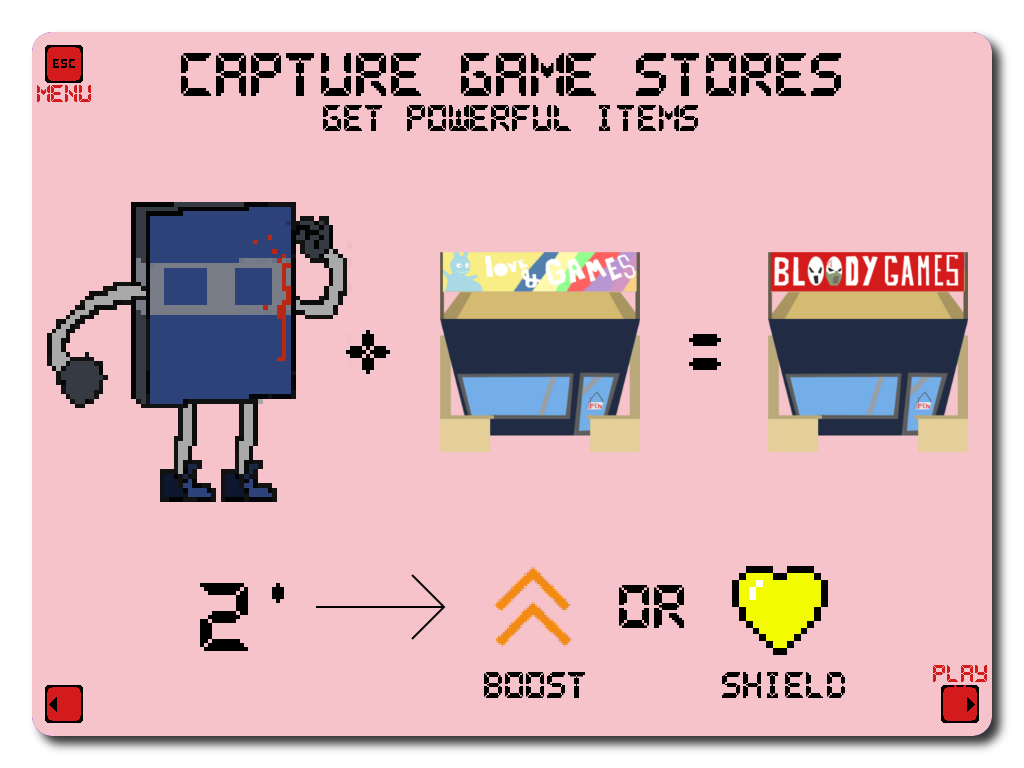 ESC
MENU
CAPTURE GAME STORES
GET POWERFUL ITEMS
love & GAMES
BLOODY GAMES
PIN
PIN
2'
OR
BOOST
SHIELD
PLAY